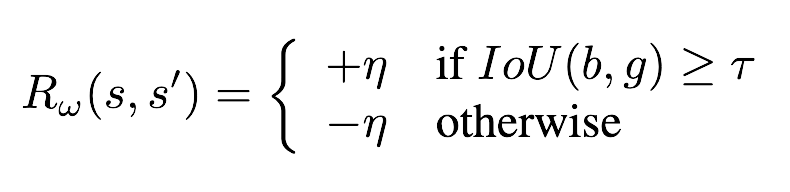 R_ω(s, s′) = { +η if IoU(b, g) ≥ τ
−η otherwise